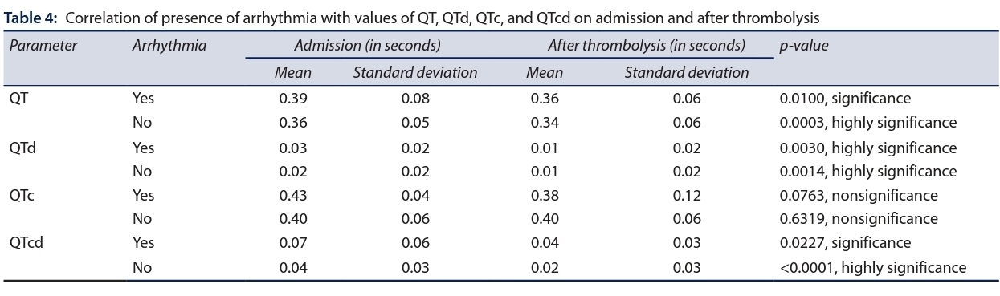 Table 4: Correlation of presence of arrhythmia with values of QT, QTd, QTc, and QTcd on admission and after thrombolysis
Parameter Arrhythmia Admission (in seconds) After thrombolysis (in seconds) p-value
Mean Standard deviation Mean Standard deviation
QT Yes 0.39 0.08 0.36 0.06 0.0100, significance
No 0.36 0.05 0.34 0.06 0.0003, highly significance
QTd Yes 0.03 0.02 0.01 0.02 0.0030, highly significance
No 0.02 0.02 0.01 0.02 0.0014, highly significance
QTc Yes 0.43 0.04 0.38 0.12 0.0763, nonsignificance
No 0.40 0.06 0.40 0.06 0.6319, nonsignificance
QTcd Yes 0.07 0.06 0.04 0.03 0.0227, significance
No 0.04 0.03 0.02 0.03 <0.0001, highly significance